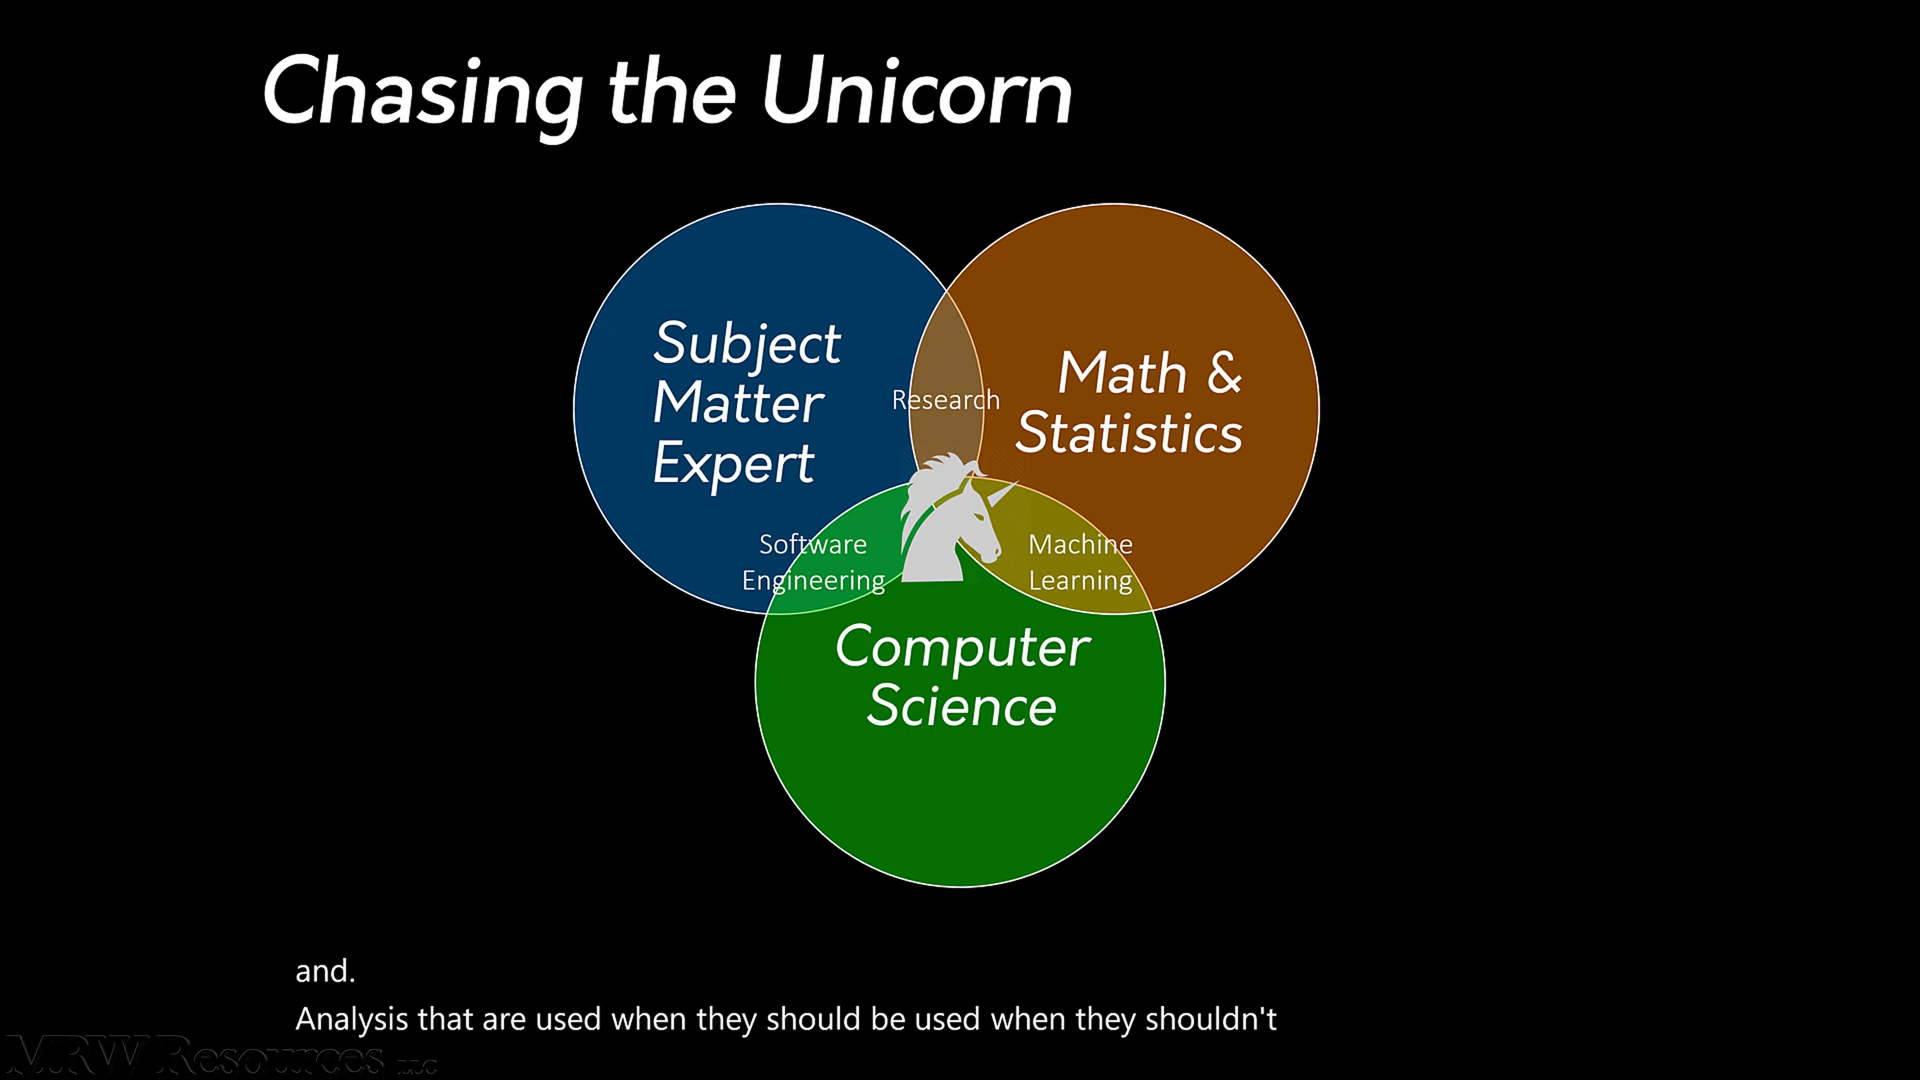 Chasing the Unicorn
Subject
Matter
Expert
Math &
Statistics
Research
Software
Engineering
Machine
Learning
Computer
Science
and.
Analysis that are used when they should be used when they shouldn't
MRW Resources LLC